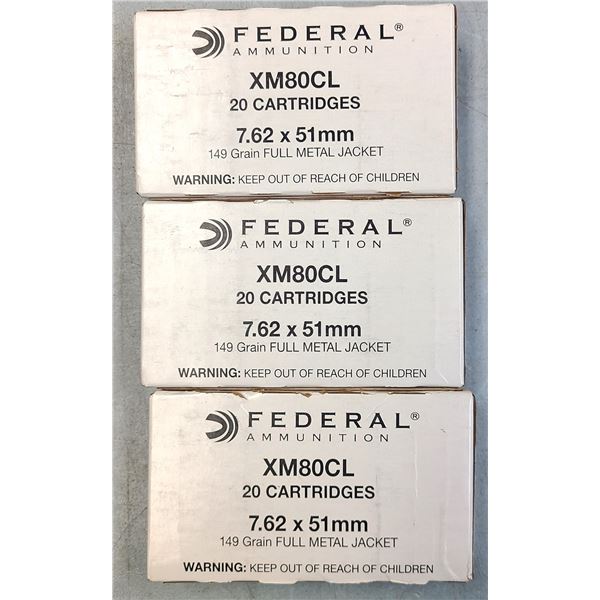 FEDERAL®
AMMUNITION
XM80CL
20 CARTRIDGES
7.62 x 51mm
149 Grain FULL METAL JACKET
WARNING: KEEP OUT OF REACH OF CHILDREN
FEDERAL®
AMMUNITION
XM80CL
20 CARTRIDGES
7.62 x 51mm
149 Grain FULL METAL JACKET
WARNING: KEEP OUT OF REACH OF CHILDREN
FEDERAL®
AMMUNITION
XM80CL
20 CARTRIDGES
7.62 x 51mm
149 Grain FULL METAL JACKET
WARNING: KEEP OUT OF REACH OF CHILDREN